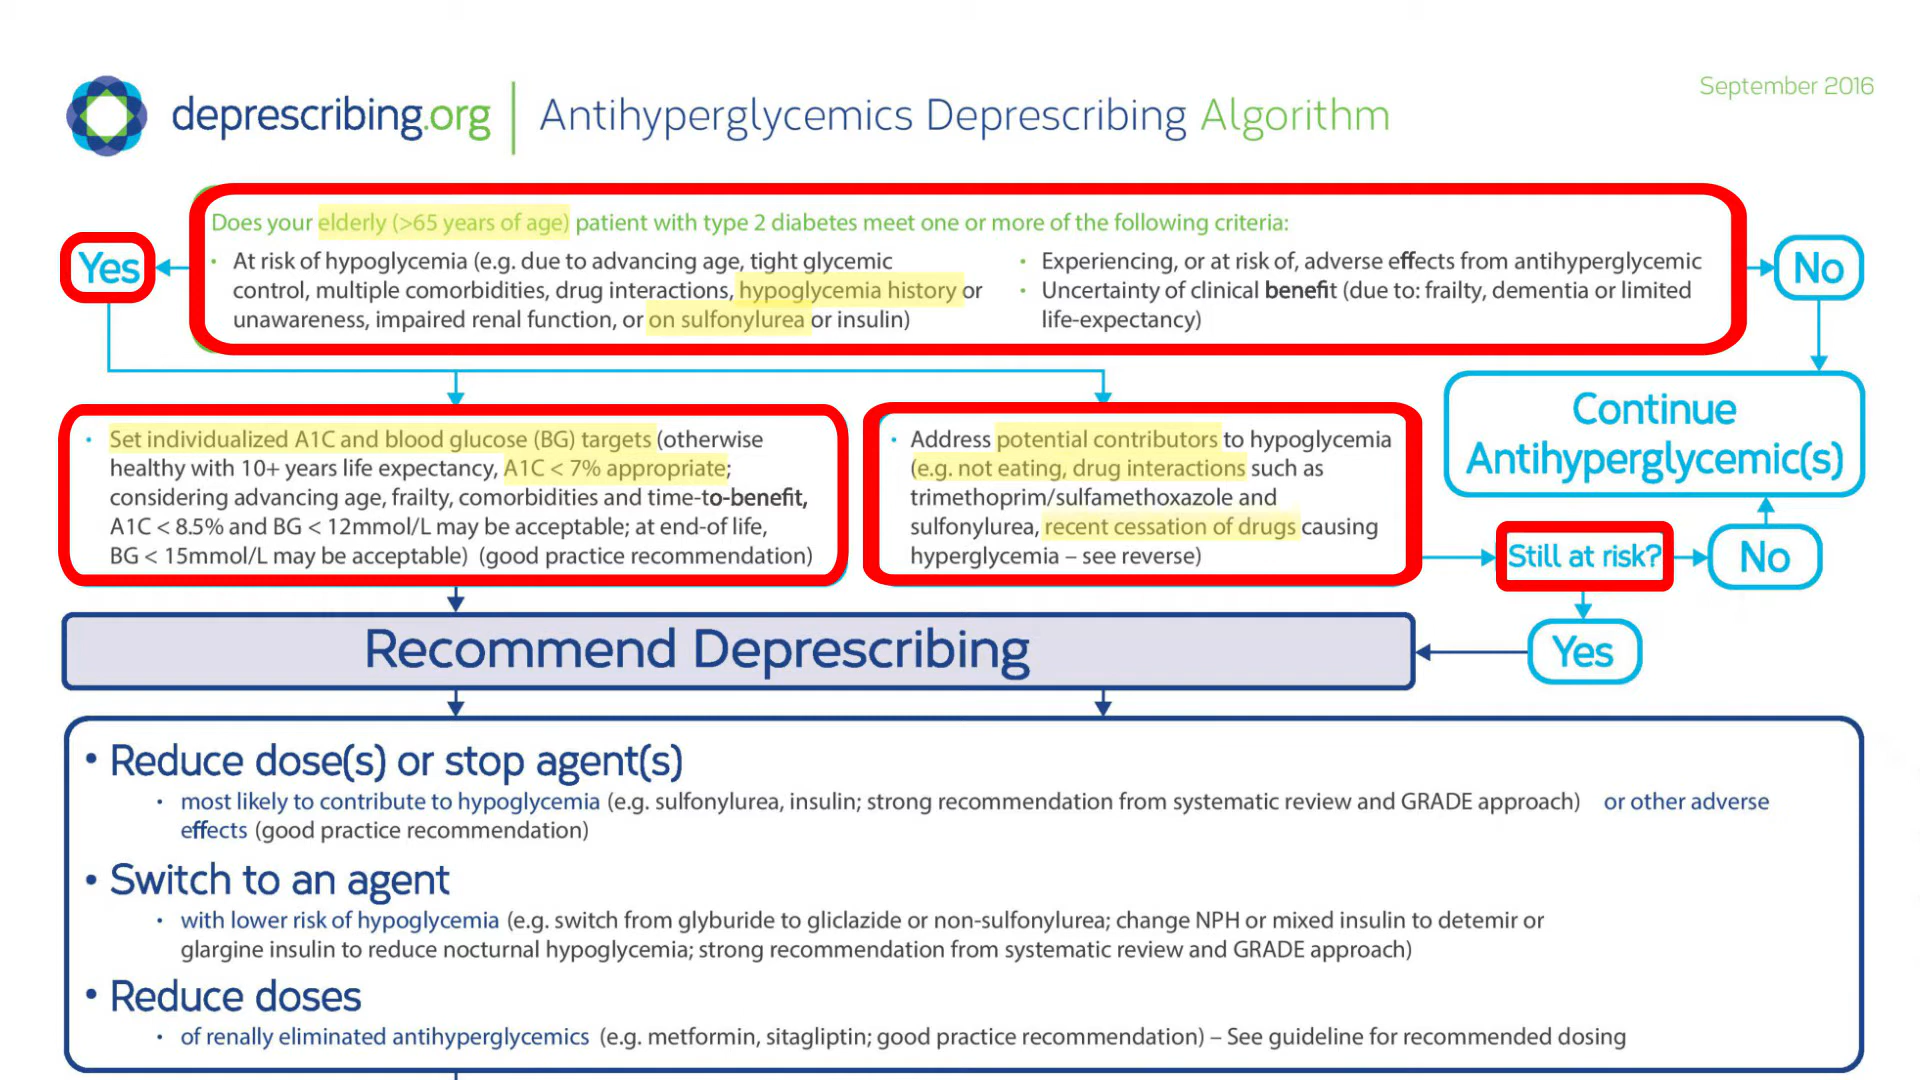 September 2016
deprescribing.org | Antihyperglycemics Deprescribing Algorithm
Does your elderly (>65 years of age) patient with type 2 diabetes meet one or more of the following criteria:
• At risk of hypoglycemia (e.g. due to advancing age, tight glycemic
control, multiple comorbidities, drug interactions, hypoglycemia history or
unawareness, impaired renal function, or on sulfonylurea or insulin)
• Experiencing, or at risk of, adverse effects from antihyperglycemic
• Uncertainty of clinical benefit (due to: frailty, dementia or limited
life-expectancy)
Yes
No
• Set individualized A1C and blood glucose (BG) targets (otherwise
healthy with 10+ years life expectancy, A1C < 7% appropriate;
considering advancing age, frailty, comorbidities and time-to-benefit,
A1C < 8.5% and BG < 12mmol/L may be acceptable; at end-of life,
BG < 15mmol/L may be acceptable) (good practice recommendation)
• Address potential contributors to hypoglycemia
(e.g. not eating, drug interactions such as
trimethoprim/sulfamethoxazole and
sulfonylurea, recent cessation of drugs causing
hyperglycemia – see reverse)
Continue
Antihyperglycemic(s)
Still at risk?
No
Yes
Recommend Deprescribing
• Reduce dose(s) or stop agent(s)
• most likely to contribute to hypoglycemia (e.g. sulfonylurea, insulin; strong recommendation from systematic review and GRADE approach) or other adverse
effects (good practice recommendation)
• Switch to an agent
• with lower risk of hypoglycemia (e.g. switch from glyburide to gliclazide or non-sulfonylurea; change NPH or mixed insulin to detemir or
glargine insulin to reduce nocturnal hypoglycemia; strong recommendation from systematic review and GRADE approach)
• Reduce doses
• of renally eliminated antihyperglycemics (e.g. metformin, sitagliptin; good practice recommendation) – See guideline for recommended dosing